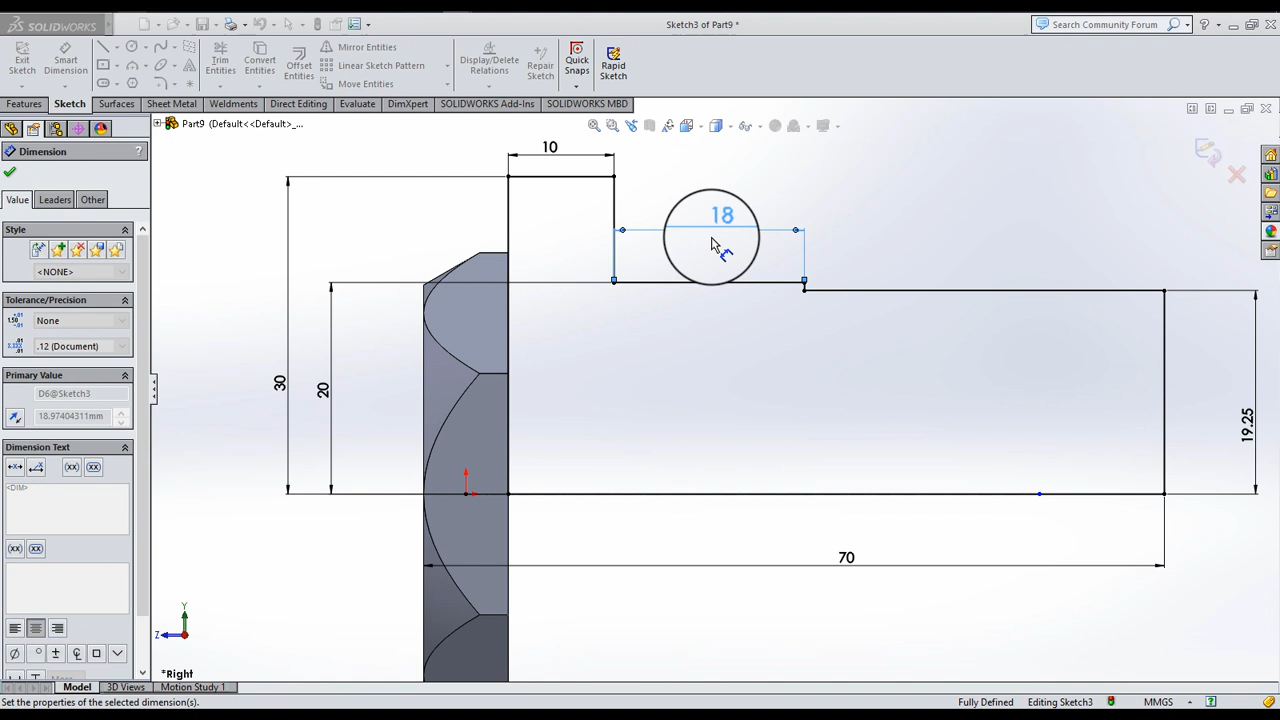 SOLIDWORKS
Sketch3 of Part9 *
Search Community Forum
Exit Sketch
Smart Dimension
Trim Entities
Convert Entities
Offset Entities
Mirror Entities
Linear Sketch Pattern
Move Entities
Display/Delete Relations
Repair Sketch
Quick Snaps
Rapid Sketch
Features
Sketch
Surfaces
Sheet Metal
Weldments
Direct Editing
Evaluate
DimXpert
SOLIDWORKS Add-Ins
SOLIDWORKS MBD
Part9 (Default<<Default>_...
Dimension
?
Value
Leaders
Other
Style
<NONE>
Tolerance/Precision
None
.12 (Document)
Primary Value
D6@Sketch3
18.97404311mm
Dimension Text
<DIM>
10
18
30
20
19.25
70
Y
Z
*Right
Model
3D Views
Motion Study 1
Set the properties of the selected dimension(s).
Fully Defined
Editing Sketch3
MMGS